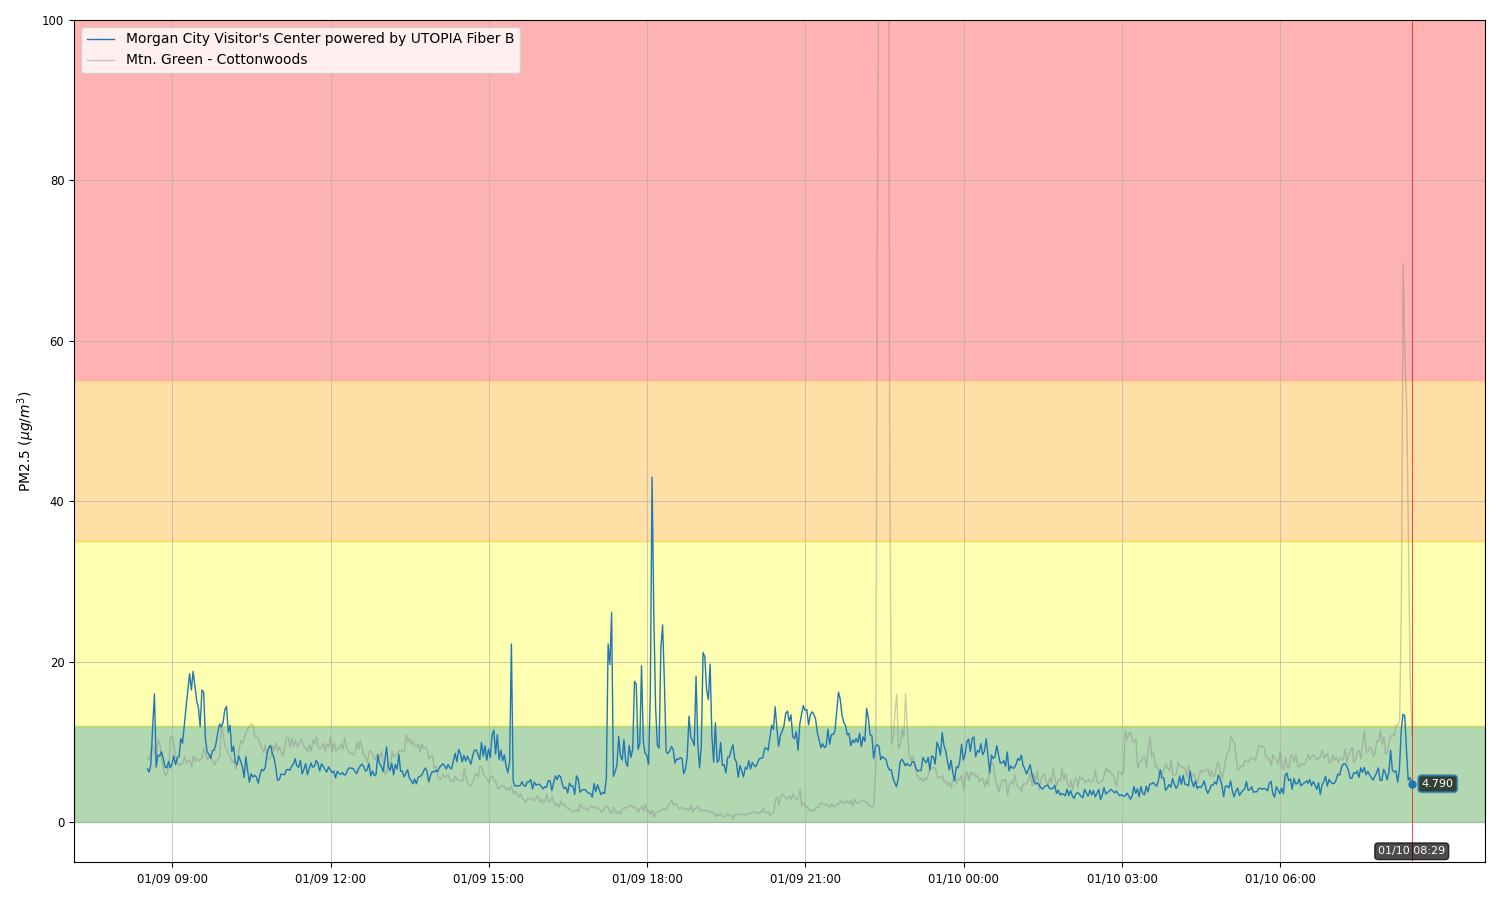 100
Morgan City Visitor's Center powered by UTOPIA Fiber B
Mtn. Green - Cottonwoods
80
60
PM2.5 (μg/m³)
40
20
4.790
0
01/10 08:29
01/09 09:00 01/09 12:00 01/09 15:00 01/09 18:00 01/09 21:00 01/10 00:00 01/10 03:00 01/10 06:00